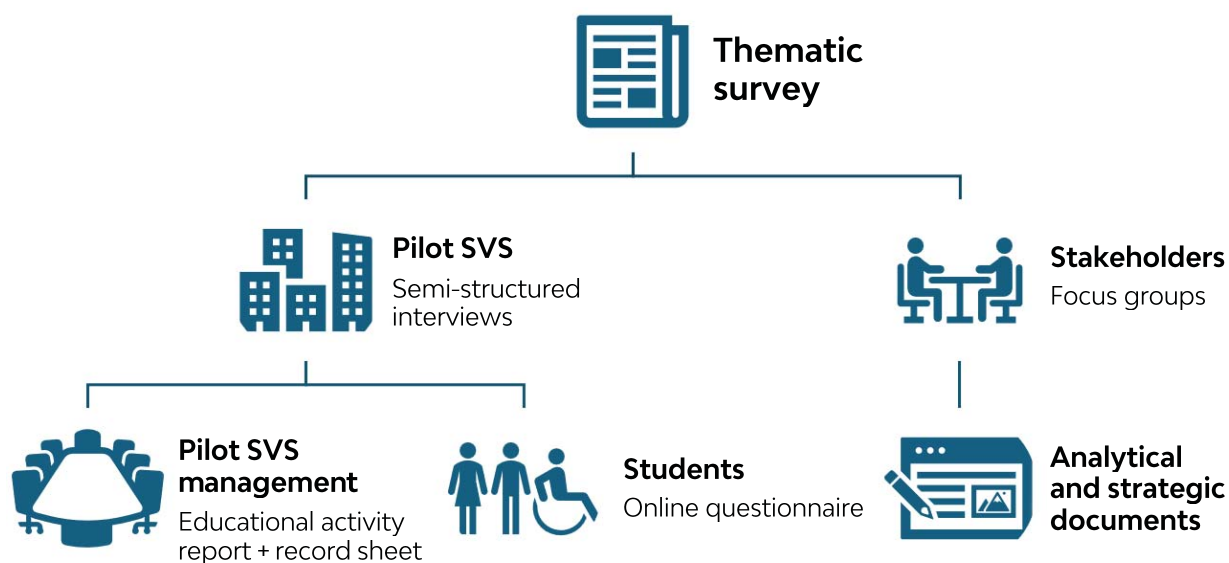 Thematic
survey
Pilot SVS
Semi-structured
interviews
Stakeholders
Focus groups
Pilot SVS
management
Educational activity
report + record sheet
Students
Online questionnaire
Analytical
and strategic
documents